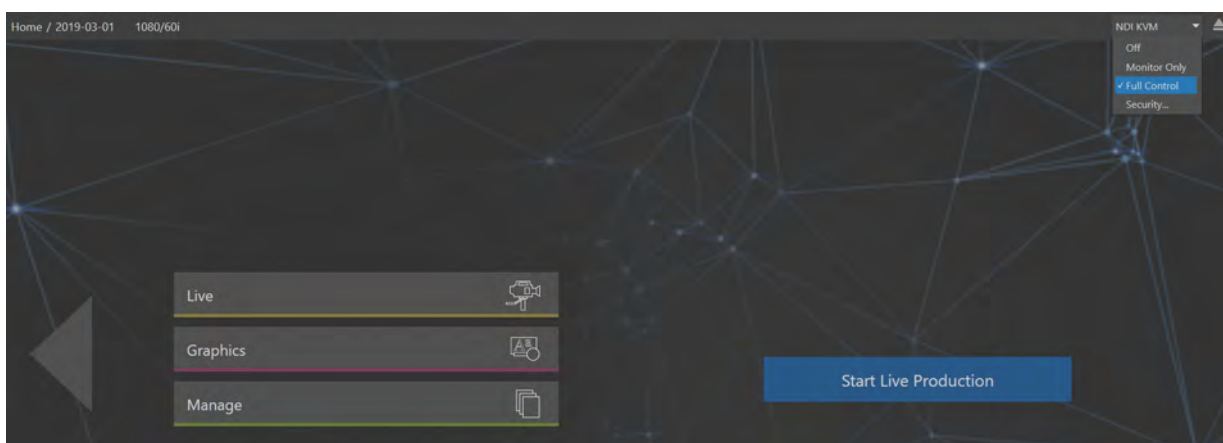 Home / 2019-03-01 1080/60i
NDI KVM
Off
Monitor Only
✓ Full Control
Security...
Live
Graphics
Manage
Start Live Production